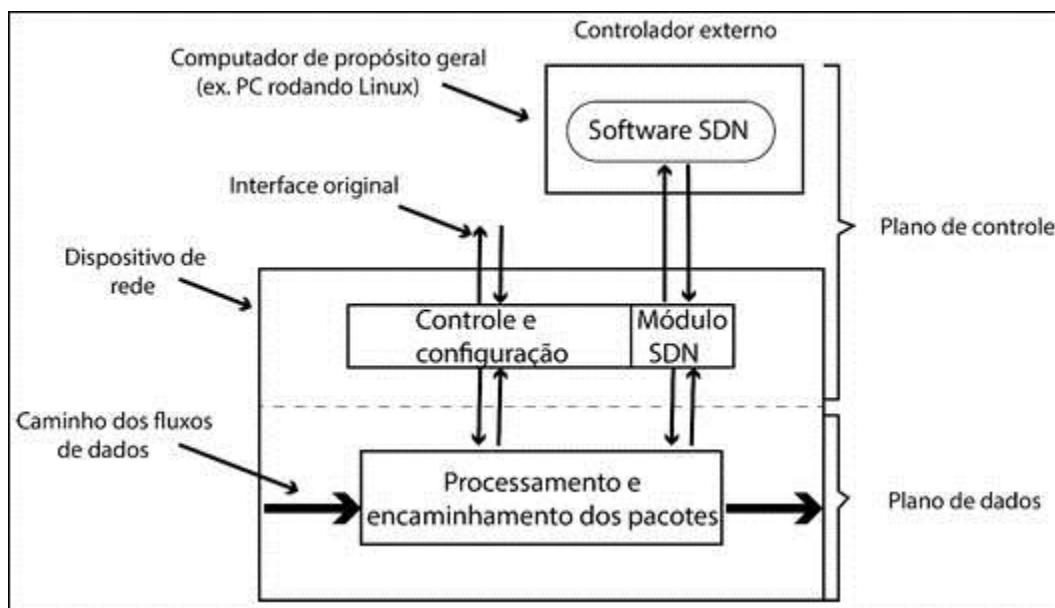 Controlador externo
Computador de propósito geral
(ex. PC rodando Linux)
Software SDN
Interface original
Plano de controle
Dispositivo de
rede
Controle e
configuração
Módulo
SDN
Caminho dos fluxos
de dados
Processamento e
encaminhamento dos pacotes
Plano de dados